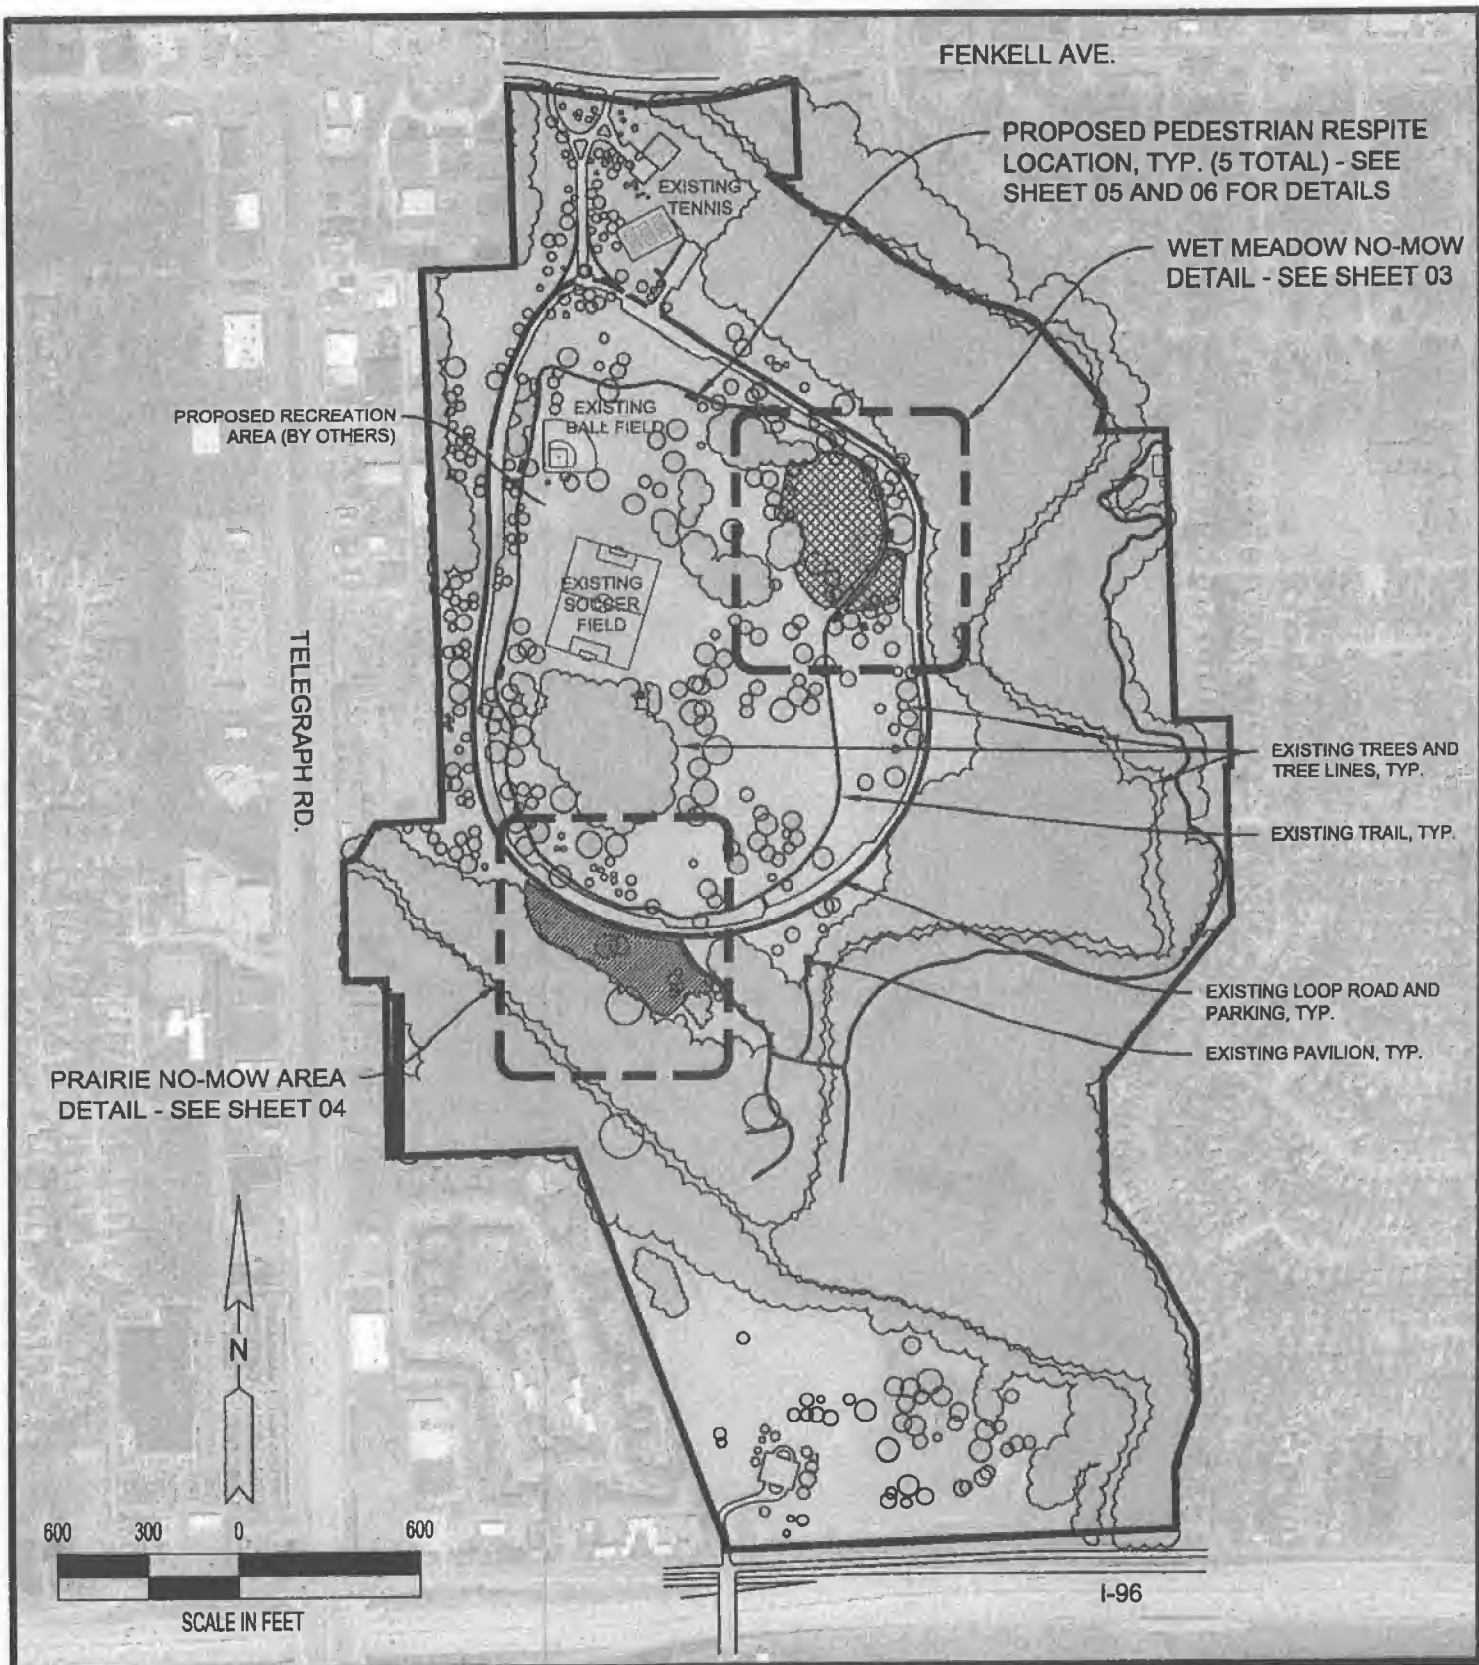 FENKELL AVE.
PROPOSED PEDESTRIAN RESPITE
LOCATION, TYP. (5 TOTAL) - SEE
SHEET 05 AND 06 FOR DETAILS
EXISTING
TENNIS
WET MEADOW NO-MOW
DETAIL - SEE SHEET 03
PROPOSED RECREATION
AREA (BY OTHERS)
EXISTING
BALL FIELD
EXISTING
SOCCER
FIELD
TELEGRAPH RD.
EXISTING TREES AND
TREE LINES, TYP.
EXISTING TRAIL, TYP.
EXISTING LOOP ROAD AND
PARKING, TYP.
EXISTING PAVILION, TYP.
PRAIRIE NO-MOW AREA
DETAIL - SEE SHEET 04
N
600 300 0 600
SCALE IN FEET
I-96